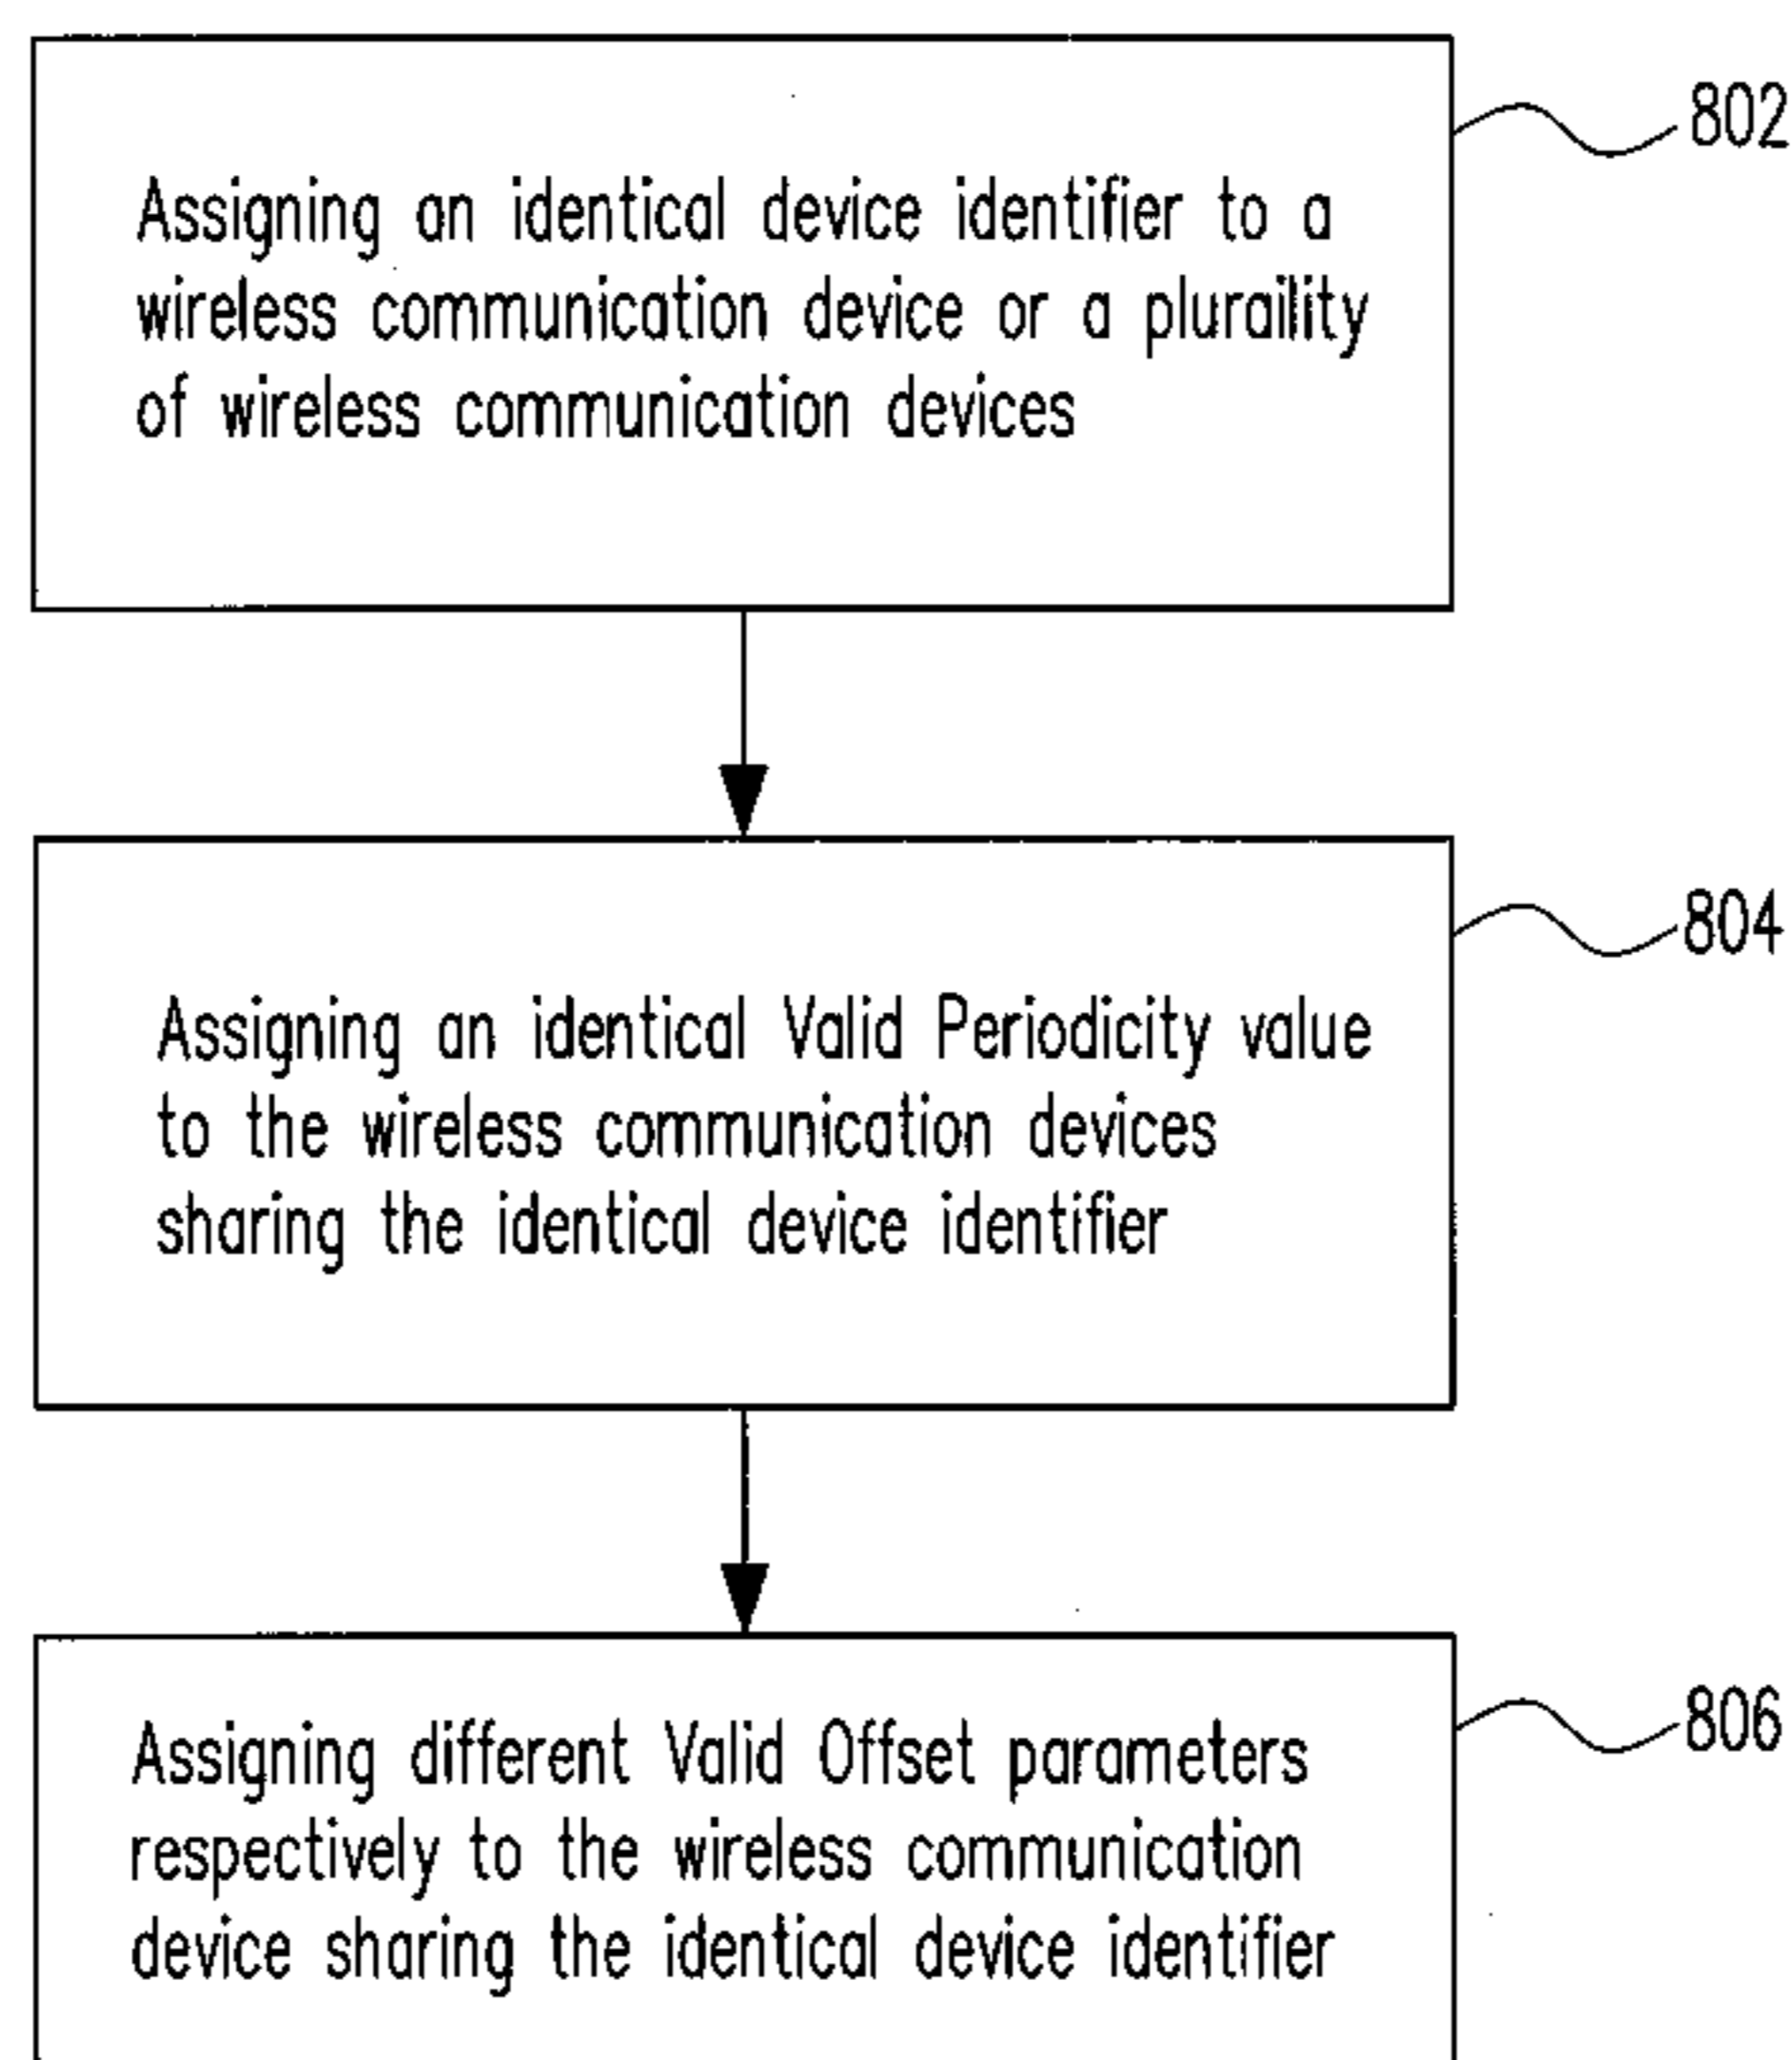 802
Assigning an identical device identifier to a
wireless communication device or a pluraility
of wireless communication devices
804
Assigning an identical Valid Periodicity value
to the wireless communication devices
sharing the identical device identifier
806
Assigning different Valid Offset parameters
respectively to the wireless communication
device sharing the identical device identifier